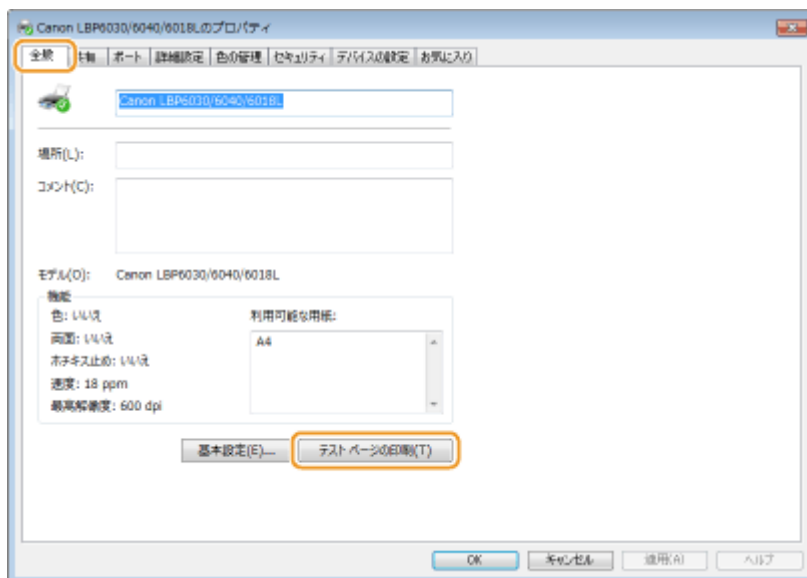 Canon LBP6030/6040/6018Lのプロパティ
全般 共有 ポート 詳細設定 色の管理 セキュリティ デバイスの設定 お気に入り
Canon LBP6030/6040/6018L
場所(L):
コメント(C):
モデル(O): Canon LBP6030/6040/6018L
機能
色: いいえ 利用可能な用紙:
両面: いいえ A4
ホチキス止め: いいえ
速度: 18 ppm
最高解像度: 600 dpi
基本設定(E)... テスト ページの印刷(T)
OK キャンセル 適用(A) ヘルプ